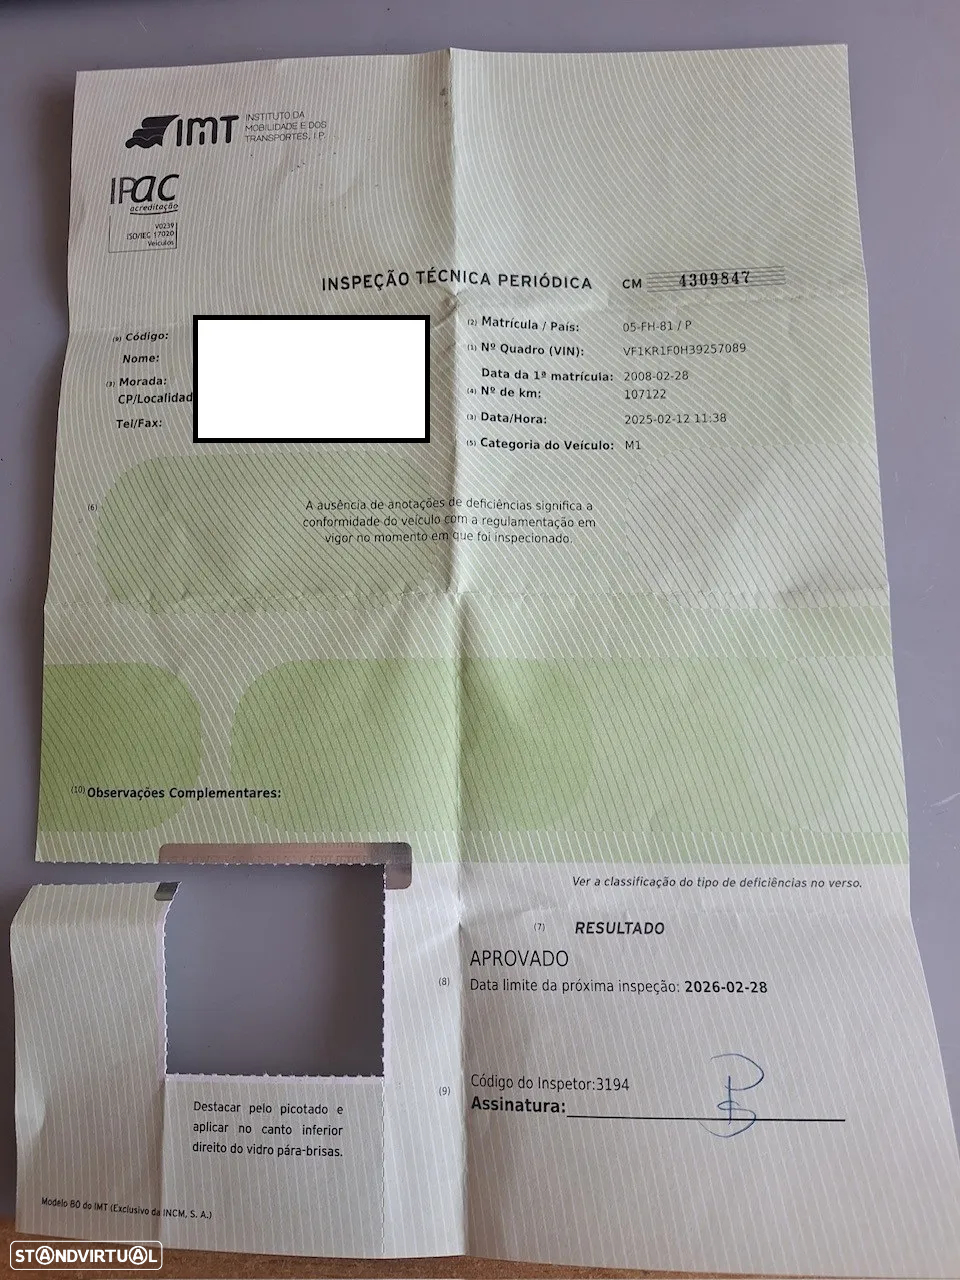 IMT INSTITUTO DA
MOBILIDADE E DOS
TRANSPORTES, I.P.
IPac
acreditação
V0239
ISO/IEC 17020
Veículos
INSPEÇÃO TÉCNICA PERIÓDICA CM 4309847
(9) Código:
Nome:
(3) Morada:
CP/Localidad
Tel/Fax:
(2) Matrícula / País: 05-FH-81 / P
(1) Nº Quadro (VIN): VF1KR1F0H39257089
Data da 1ª matrícula: 2008-02-28
(4) Nº de km: 107122
(3) Data/Hora: 2025-02-12 11:38
(5) Categoria do Veículo: M1
(6)
A ausência de anotações de deficiências significa a
conformidade do veículo com a regulamentação em
vigor no momento em que foi inspecionado.
(10) Observações Complementares:
Ver a classificação do tipo de deficiências no verso.
(7) RESULTADO
APROVADO
(8) Data limite da próxima inspeção: 2026-02-28
(9) Código do Inspetor:3194
Assinatura:
Destacar pelo picotado e
aplicar no canto inferior
direito do vidro pára-brisas.
Modelo 80 do IMT (Exclusivo da INCM, S. A.)
STANDVIRTUAL